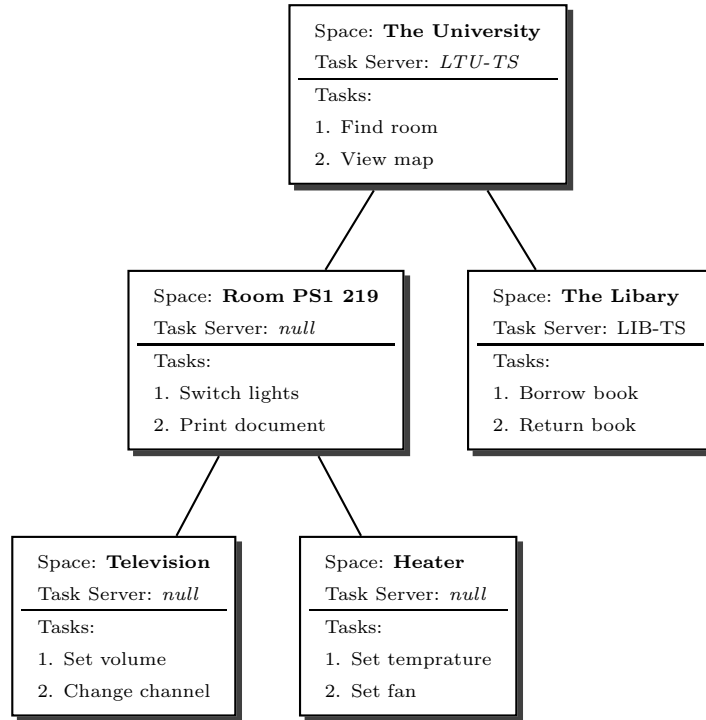 Space: The University
Task Server: LTU-TS
Tasks:
1. Find room
2. View map
Space: Room PS1 219
Task Server: null
Tasks:
1. Switch lights
2. Print document
Space: The Libary
Task Server: LIB-TS
Tasks:
1. Borrow book
2. Return book
Space: Television
Task Server: null
Tasks:
1. Set volume
2. Change channel
Space: Heater
Task Server: null
Tasks:
1. Set temprature
2. Set fan